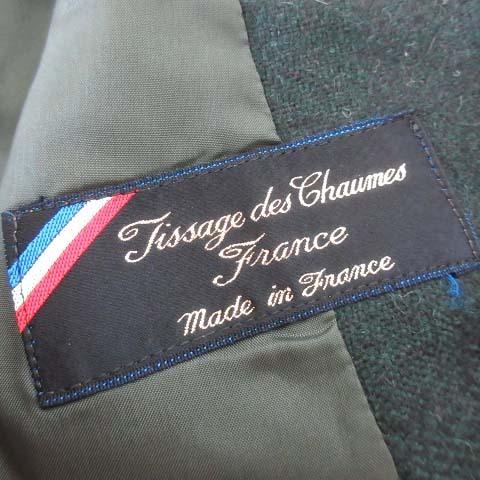 Tissage des Chaumes
France
Made in France